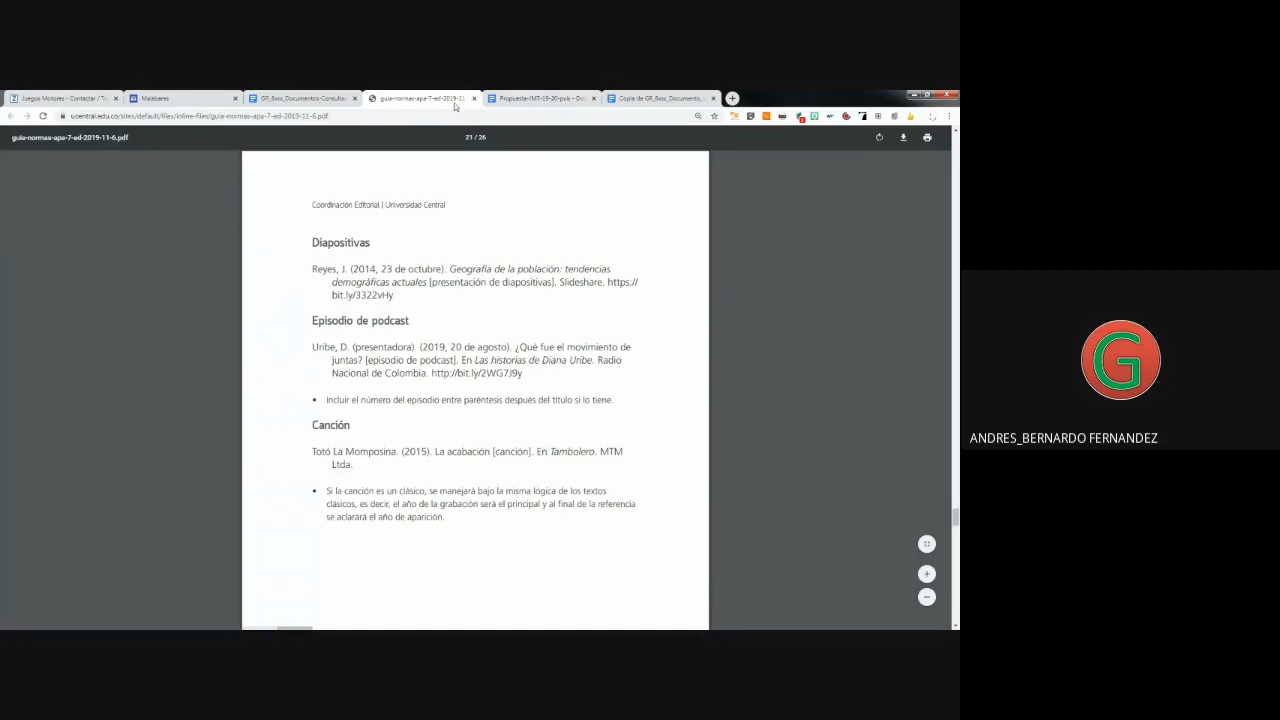 Juegos Motores - Contactar / Tu
Malabares
GR_8xxx_Documentos-Consultas
guia-normas-apa-7-ed-2019-11
Propuesta-/MT-19-20-pub - Do
Copia de GR_8xxx_Documento_
ucentral.edu.co/sites/default/files/inline-files/guia-normas-apa-7-ed-2019-11-6.pdf
guia-normas-apa-7-ed-2019-11-6.pdf
21 / 26
Coordinación Editorial | Universidad Central
Diapositivas
Reyes, J. (2014, 23 de octubre). Geografía de la población: tendencias
demográficas actuales [presentación de diapositivas]. Slideshare. https://
bit.ly/3322vHy
Episodio de podcast
Uribe, D. (presentadora). (2019, 20 de agosto). ¿Qué fue el movimiento de
juntas? [episodio de podcast]. En Las historias de Diana Uribe. Radio
Nacional de Colombia. http://bit.ly/2WG7J9y
• Incluir el número del episodio entre paréntesis después del título si lo tiene.
Canción
Totó La Momposina. (2015). La acabación [canción]. En Tambolero. MTM
Ltda.
• Si la canción es un clásico, se manejará bajo la misma lógica de los textos
clásicos, es decir, el año de la grabación será el principal y al final de la referencia
se aclarará el año de aparición.
G
ANDRES_BERNARDO FERNANDEZ